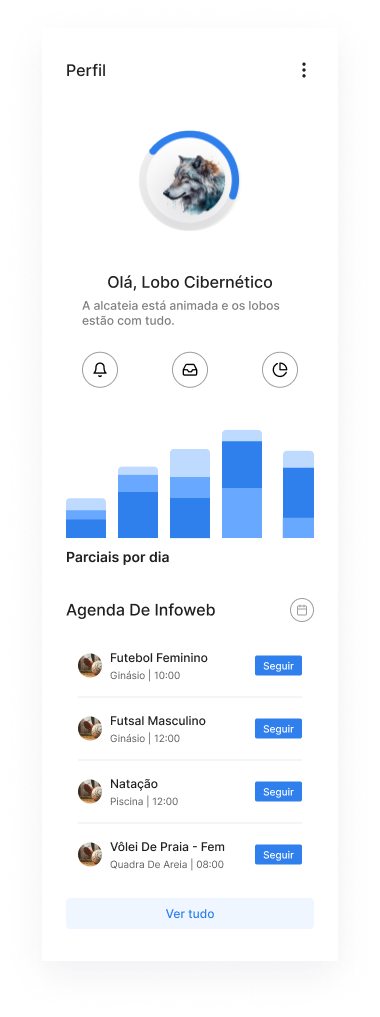 Perfil
Olá, Lobo Cibernético
A alcateia está animada e os lobos
estão com tudo.
Parciais por dia
Agenda De Infoweb
Futebol Feminino
Ginásio | 10:00
Seguir
Futsal Masculino
Ginásio | 12:00
Seguir
Natação
Piscina | 12:00
Seguir
Vôlei De Praia - Fem
Quadra De Areia | 08:00
Seguir
Ver tudo